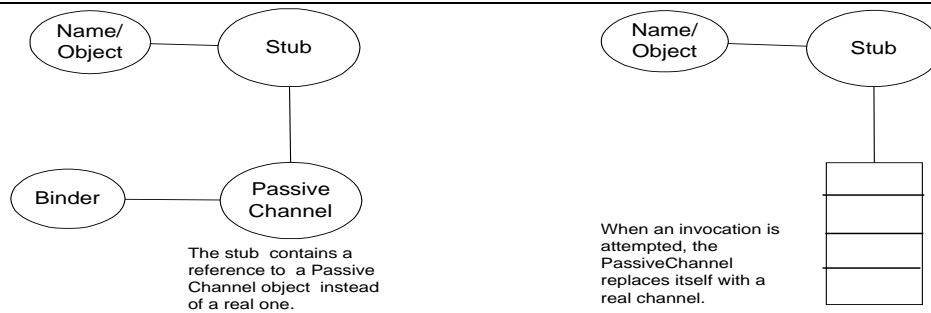 Name/
Object
Stub
Binder
Passive
Channel
The stub contains a
reference to a Passive
Channel object instead
of a real one.
Name/
Object
Stub
When an invocation is
attempted, the
PassiveChannel
replaces itself with a
real channel.